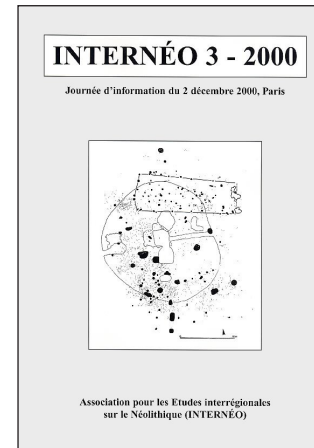 INTERNÉO 3 - 2000
Journée d'information du 2 décembre 2000, Paris
Association pour les Etudes interrégionales
sur le Néolithique (INTERNÉO)